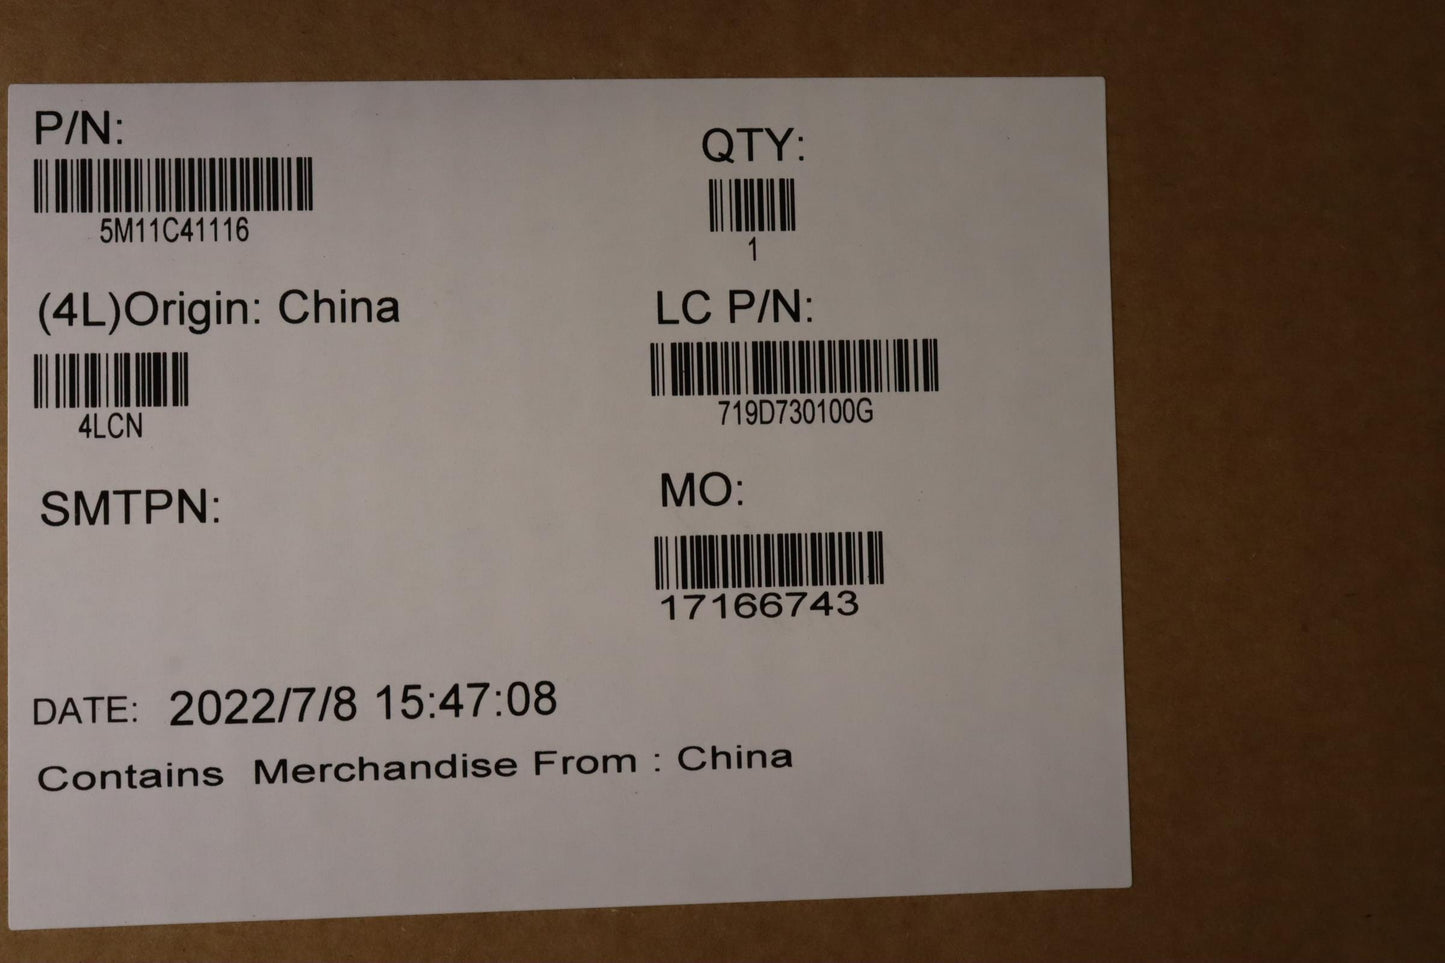 P/N:
5M11C41116
QTY:
1
(4L)Origin: China
4LCN
LC P/N:
719D730100G
SMTPN:
MO:
17166743
DATE: 2022/7/8 15:47:08
Contains Merchandise From : China